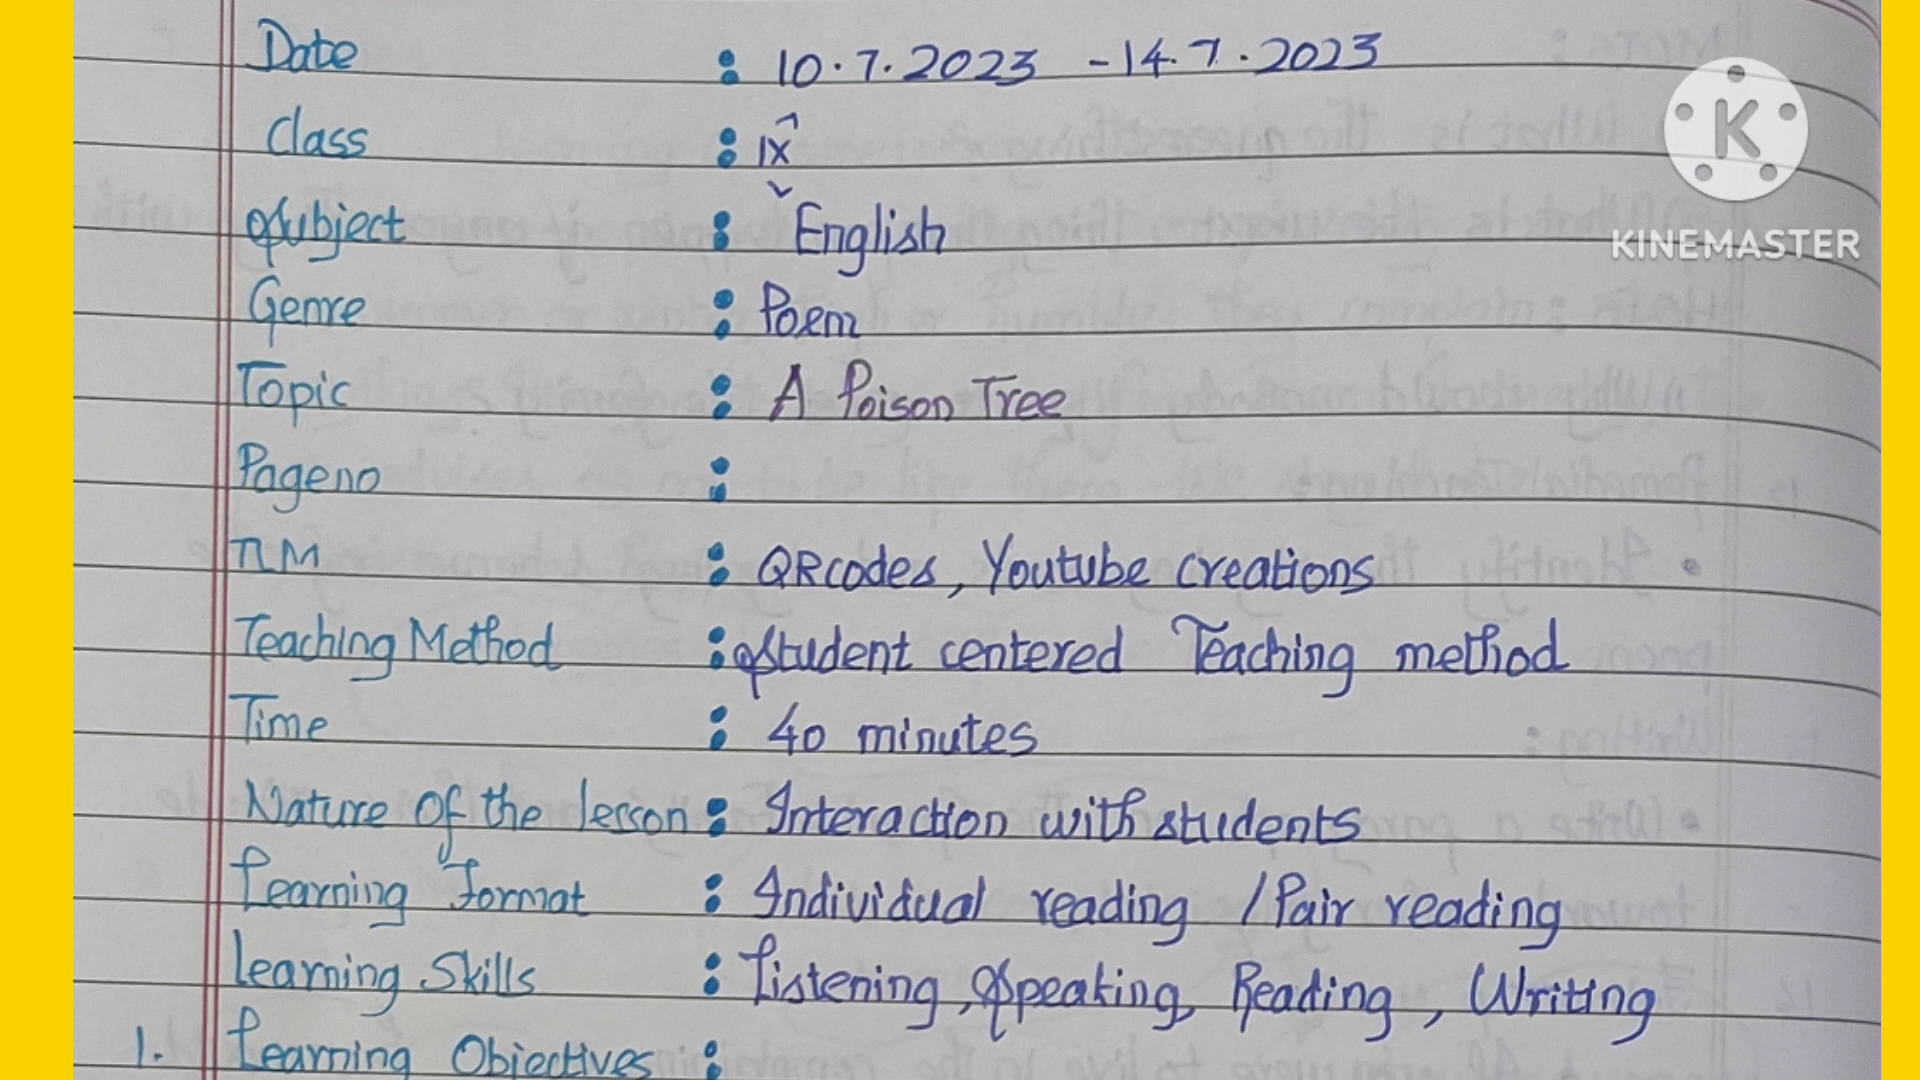 Date : 10.7.2023 - 14.7.2023
Class : IX
Subject : English
Genre : Poem
Topic : A Poison Tree
Pageno :
TLM : QRcodes, Youtube creations
Teaching Method : Student centered Teaching method
Time : 40 minutes
Nature of the lesson : Interaction with students
Learning Format : Individual reading / Pair reading
Learning Skills : Listening, Speaking, Reading, Writing
1. Learning Objectives :
K
KINEMASTER